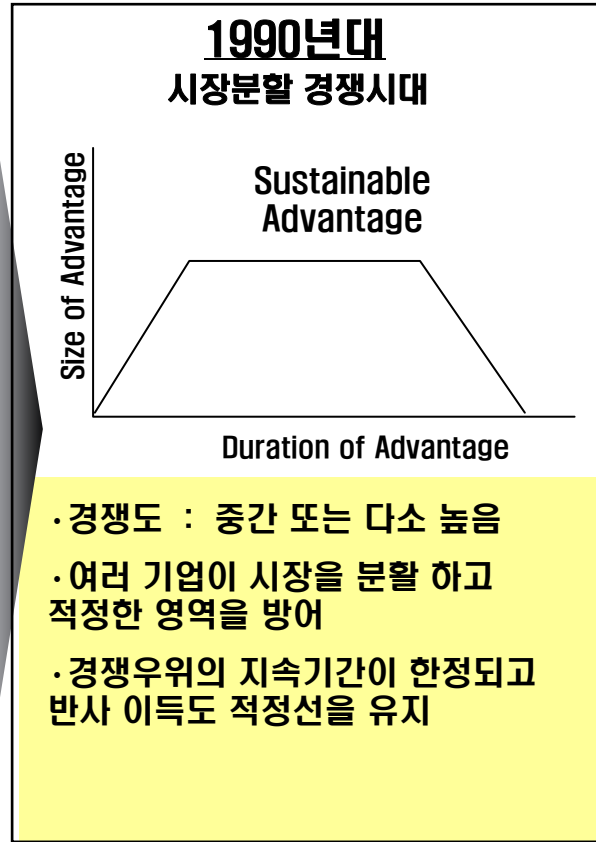 1990년대
시장분할 경쟁시대
Sustainable
Advantage
Size of Advantage
Duration of Advantage
·경쟁도 : 중간 또는 다소 높음
·여러 기업이 시장을 분활 하고
적정한 영역을 방어
·경쟁우위의 지속기간이 한정되고
반사 이득도 적정선을 유지